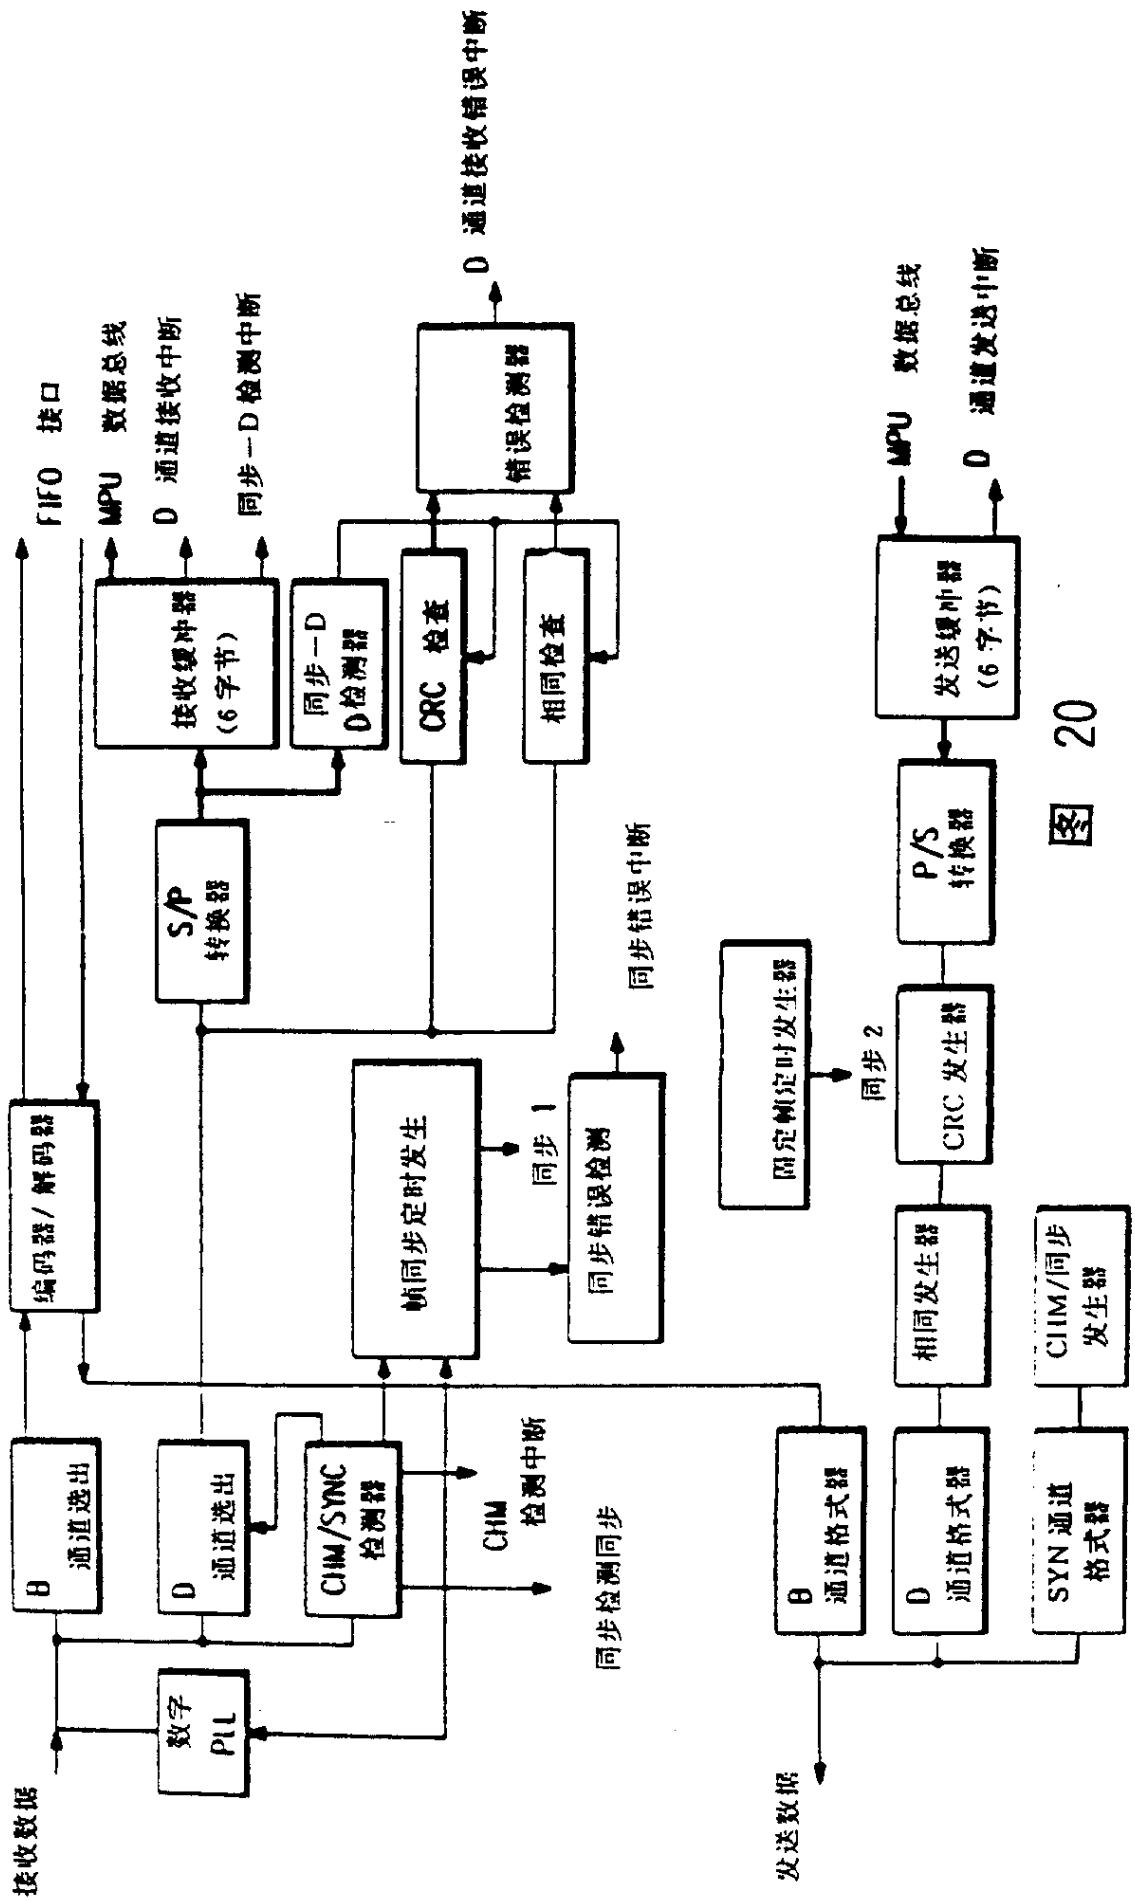 接收数据
数字
PLL
B
通道选出
D
通道选出
CHM/SYNC
检测器
CHM
检测中断
同步检测同步
编码器/解码器
FIFO 接口
S/P
转换器
接收缓冲器
(6字节)
MPU 数据总线
D 通道接收中断
同步一D检测中断
同步一D
D检测器
CRC 检查
相同检查
错误检测器
D 通道接收错误中断
帧同步定时发生
同步 1
同步错误检测
同步错误中断
固定帧定时发生器
同步 2
发送数据
B
通道格式器
D
通道格式器
SYN通道
格式器
CHM/同步
发生器
相同发生器
CRC 发生器
P/S
转换器
发送缓冲器
(6字节)
MPU 数据总线
D 通道发送中断
图 20